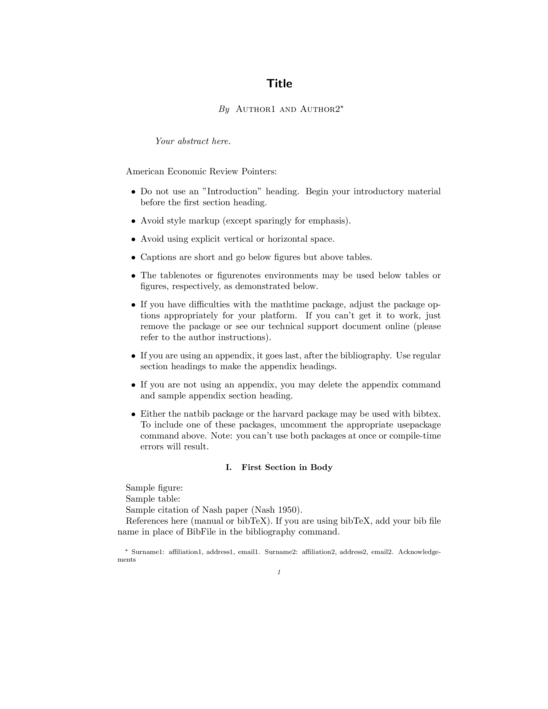 Title
By Author1 and Author2*
Your abstract here.
American Economic Review Pointers:
• Do not use an "Introduction" heading. Begin your introductory material
before the first section heading.
• Avoid style markup (except sparingly for emphasis).
• Avoid using explicit vertical or horizontal space.
• Captions are short and go below figures but above tables.
• The tablenotes or figurenotes environments may be used below tables or
figures, respectively, as demonstrated below.
• If you have difficulties with the mathtime package, adjust the package op-
tions appropriately for your platform. If you can't get it to work, just
remove the package or see our technical support document online (please
refer to the author instructions).
• If you are using an appendix, it goes last, after the bibliography. Use regular
section headings to make the appendix headings.
• If you are not using an appendix, you may delete the appendix command
and sample appendix section heading.
• Either the natbib package or the harvard package may be used with bibtex.
To include one of these packages, uncomment the appropriate usepackage
command above. Note: you can't use both packages at once or compile-time
errors will result.
I. First Section in Body
Sample figure:
Sample table:
Sample citation of Nash paper (Nash 1950).
References here (manual or bibTeX). If you are using bibTeX, add your bib file
name in place of BibFile in the bibliography command.
* Surname1: affiliation1, address1, email1. Surname2: affiliation2, address2, email2. Acknowledge-
ments
1